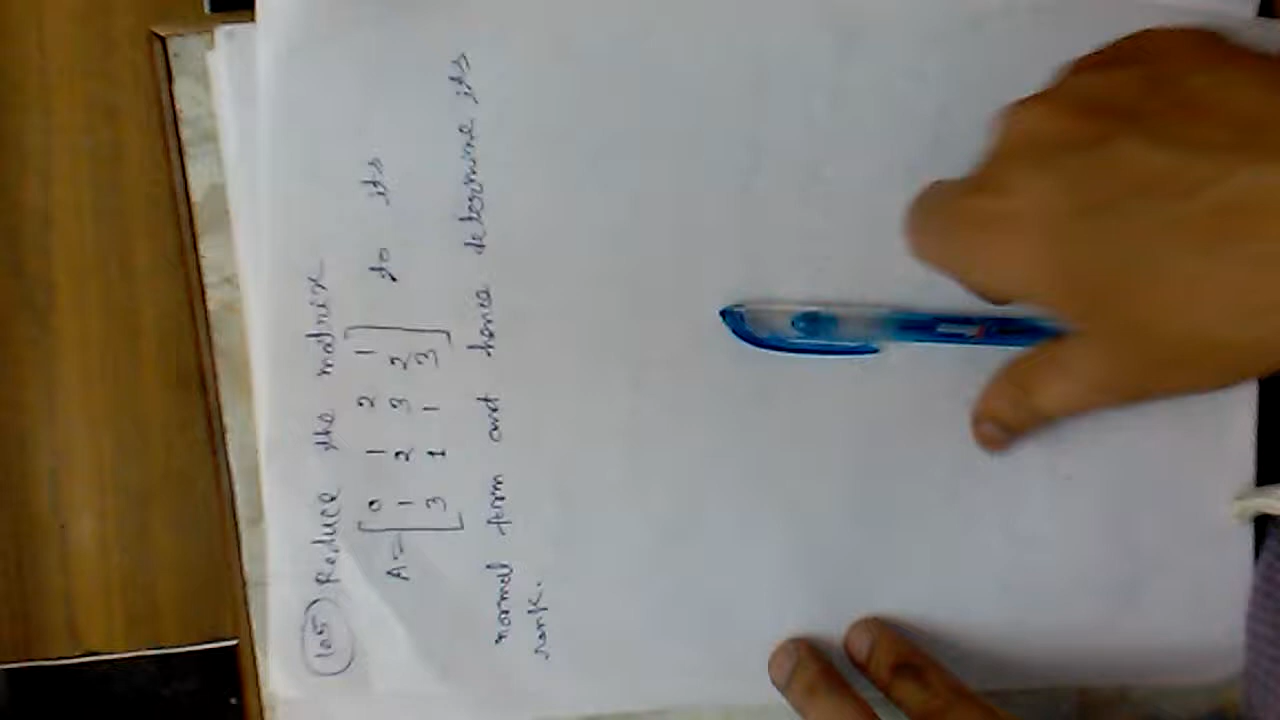 105) Reduce the matrix
0 1 2 1
A= 1 2 3 2 to its
3 1 1 3
normal form and hence determine its
rank.